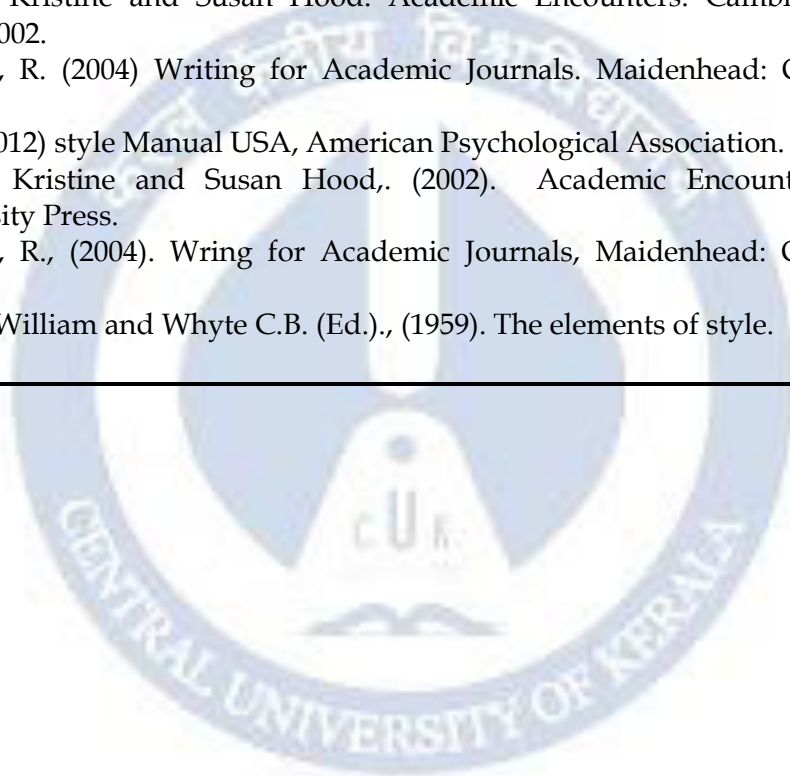 Kristine and Susan Hood. Academic Encounters. Cambr
002.
, R. (2004) Writing for Academic Journals. Maidenhead:
012) style Manual USA, American Psychological Association.
Kristine and Susan Hood,. (2002). Academic Encount
sity Press.
, R., (2004). Wring for Academic Journals, Maidenhead:
William and Whyte C.B. (Ed.)., (1959). The elements of style.
CUK
CENTRAL UNIVERSITY OF KERALA